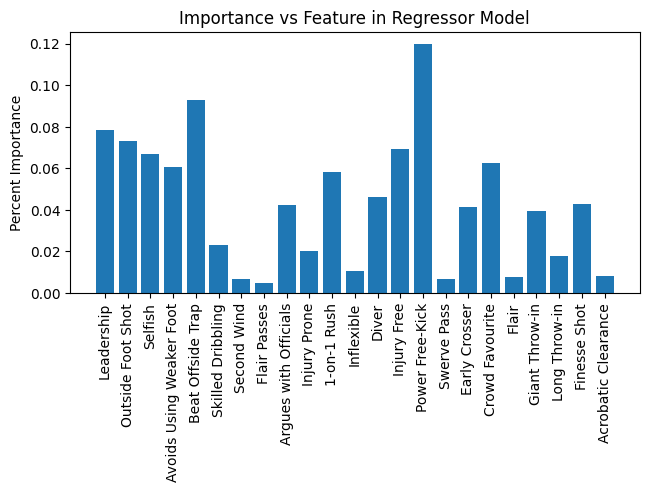 Importance vs Feature in Regressor Model
Percent Importance
0.12
0.10
0.08
0.06
0.04
0.02
0.00
Leadership
Outside Foot Shot
Selfish
Avoids Using Weaker Foot
Beat Offside Trap
Skilled Dribbling
Second Wind
Flair Passes
Argues with Officials
Injury Prone
1-on-1 Rush
Inflexible
Diver
Injury Free
Power Free-Kick
Swerve Pass
Early Crosser
Crowd Favourite
Flair
Giant Throw-in
Long Throw-in
Finesse Shot
Acrobatic Clearance